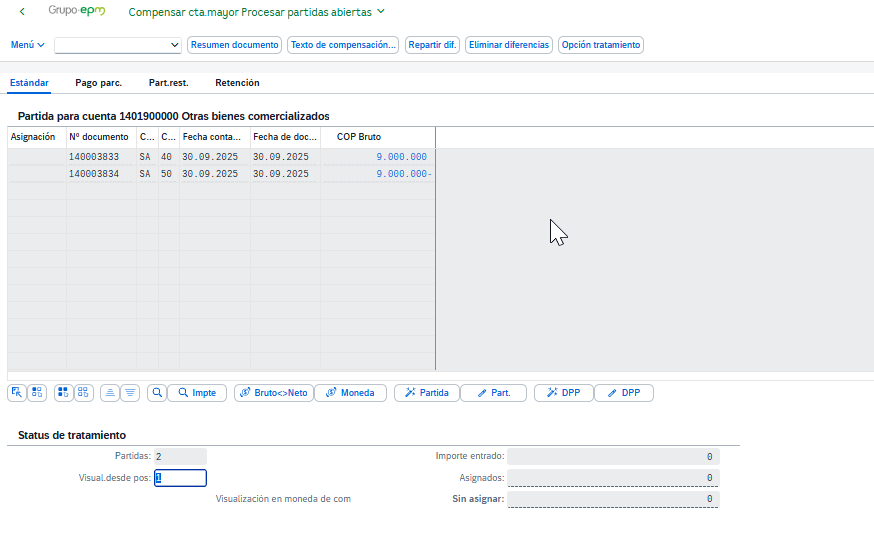 Grupo·epm Compensar cta.mayor Procesar partidas abiertas
Menú Resumen documento Texto de compensación... Repartir dif. Eliminar diferencias Opción tratamiento
Estándar Pago parc. Part.rest. Retención
Partida para cuenta 1401900000 Otras bienes comercializados
Asignación Nº documento C... C... Fecha conta... Fecha de doc... COP Bruto
140003833 SA 40 30.09.2025 30.09.2025 9.000.000
140003834 SA 50 30.09.2025 30.09.2025 9.000.000-
Impte Bruto<>Neto Moneda Partida Part. DPP DPP
Status de tratamiento
Partidas: 2 Importe entrado: 0
Visual.desde pos: 1 Asignados: 0
Visualización en moneda de com Sin asignar: 0